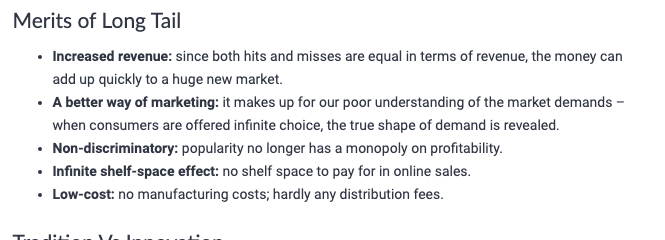 Merits of Long Tail
• Increased revenue: since both hits and misses are equal in terms of revenue, the money can
add up quickly to a huge new market.
• A better way of marketing: it makes up for our poor understanding of the market demands –
when consumers are offered infinite choice, the true shape of demand is revealed.
• Non-discriminatory: popularity no longer has a monopoly on profitability.
• Infinite shelf-space effect: no shelf space to pay for in online sales.
• Low-cost: no manufacturing costs; hardly any distribution fees.
Tradition Vs Innovation